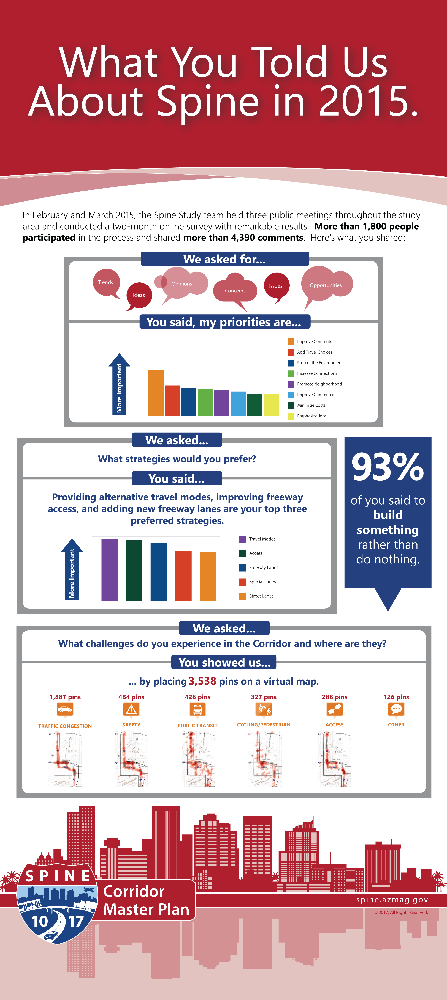 What You Told Us
About Spine in 2015.
In February and March 2015, the Spine Study team held three public meetings throughout the study
area and conducted a two-month online survey with remarkable results. More than 1,800 people
participated in the process and shared more than 4,390 comments. Here's what you shared:
We asked for...
Trends
Ideas
Opinions
Concerns
Issues
Opportunities
You said, my priorities are...
More Important
Improve Commute
Add Travel Choices
Protect the Environment
Increase Connections
Promote Neighborhood
Improve Commerce
Minimize Costs
Emphasize Jobs
We asked...
What strategies would you prefer?
You said...
Providing alternative travel modes, improving freeway
access, and adding new freeway lanes are your top three
preferred strategies.
More Important
Travel Modes
Access
Freeway Lanes
Special Lanes
Street Lanes
93%
of you said to
build
something
rather than
do nothing.
We asked...
What challenges do you experience in the Corridor and where are they?
You showed us...
... by placing 3,538 pins on a virtual map.
1,887 pins
TRAFFIC CONGESTION
484 pins
SAFETY
426 pins
PUBLIC TRANSIT
327 pins
CYCLING/PEDESTRIAN
288 pins
ACCESS
126 pins
OTHER
MARICOPA
MARICOPA
MARICOPA
MARICOPA
MARICOPA
SPINE
10 17
Corridor
Master Plan
spine.azmag.gov
© 2017, All Rights Reserved.